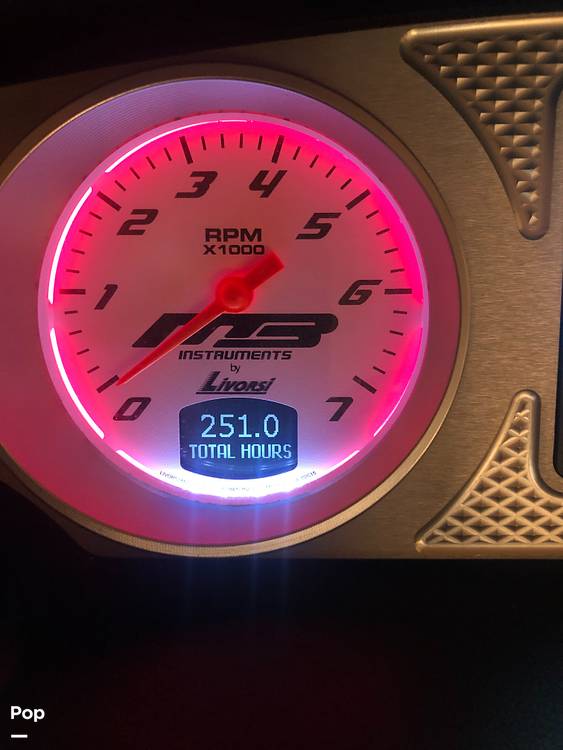 3 4
2 5
RPM
X1000
1 6
MB
INSTRUMENTS
by
LIVORSI
0 7
251.0
TOTAL HOURS
Pop